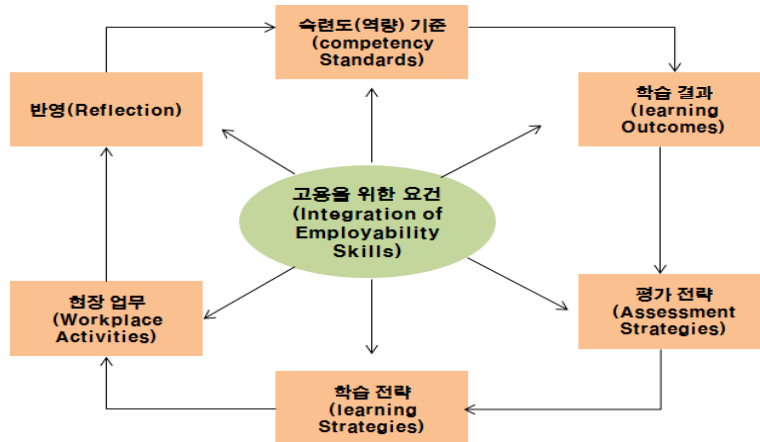 숙련도(역량) 기준
(competency
Standards)
반영(Reflection)
학습 결과
(learning
Outcomes)
고용을 위한 요건
(Integration of
Employability
Skills)
현장 업무
(Workplace
Activities)
평가 전략
(Assessment
Strategies)
학습 전략
(learning
Strategies)